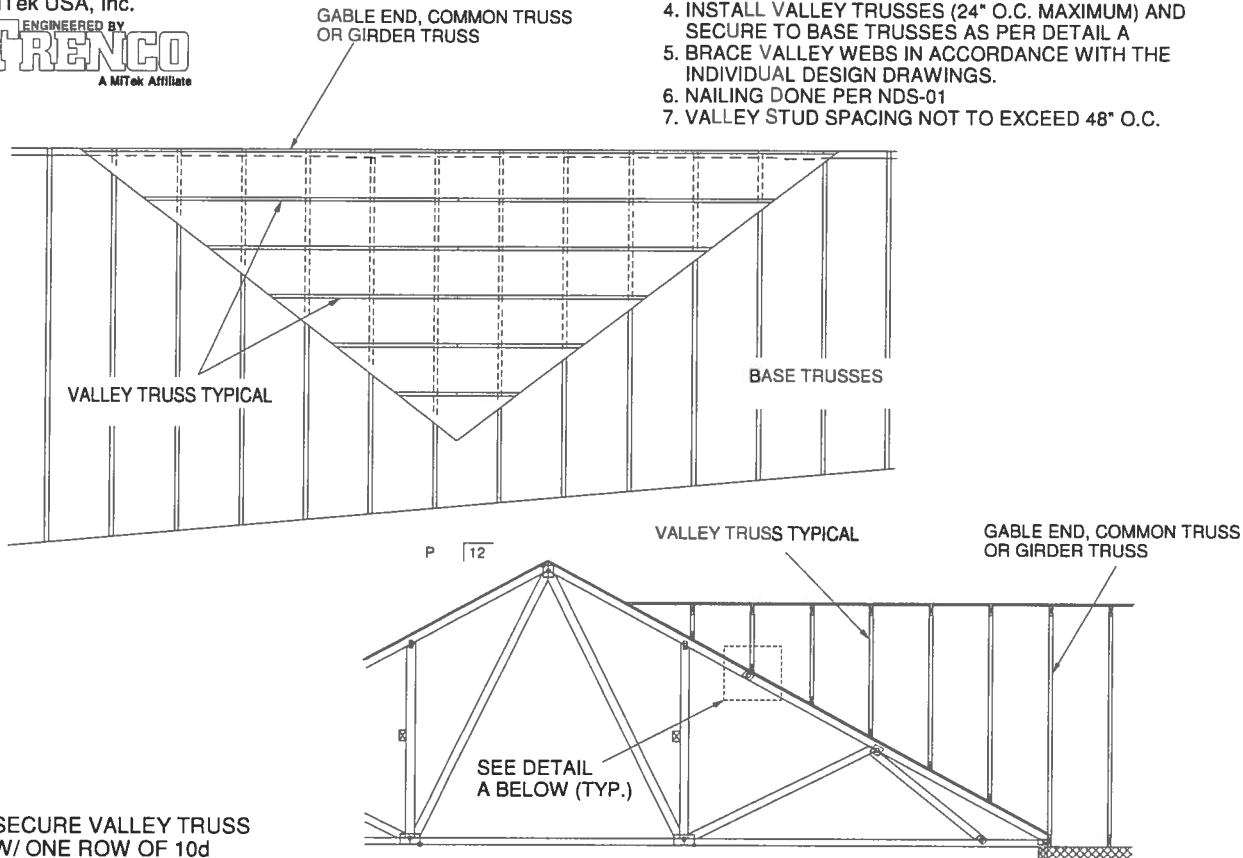 MiTek USA, Inc.
ENGINEERED BY
TRENCO
A MiTek Affiliate
GABLE END, COMMON TRUSS
OR GIRDER TRUSS
4. INSTALL VALLEY TRUSSES (24" O.C. MAXIMUM) AND
SECURE TO BASE TRUSSES AS PER DETAIL A
5. BRACE VALLEY WEBS IN ACCORDANCE WITH THE
INDIVIDUAL DESIGN DRAWINGS.
6. NAILING DONE PER NDS-01
7. VALLEY STUD SPACING NOT TO EXCEED 48" O.C.
VALLEY TRUSS TYPICAL
BASE TRUSSES
P 12
VALLEY TRUSS TYPICAL
GABLE END, COMMON TRUSS
OR GIRDER TRUSS
SEE DETAIL
A BELOW (TYP.)
SECURE VALLEY TRUSS
W/ ONE ROW OF 10d